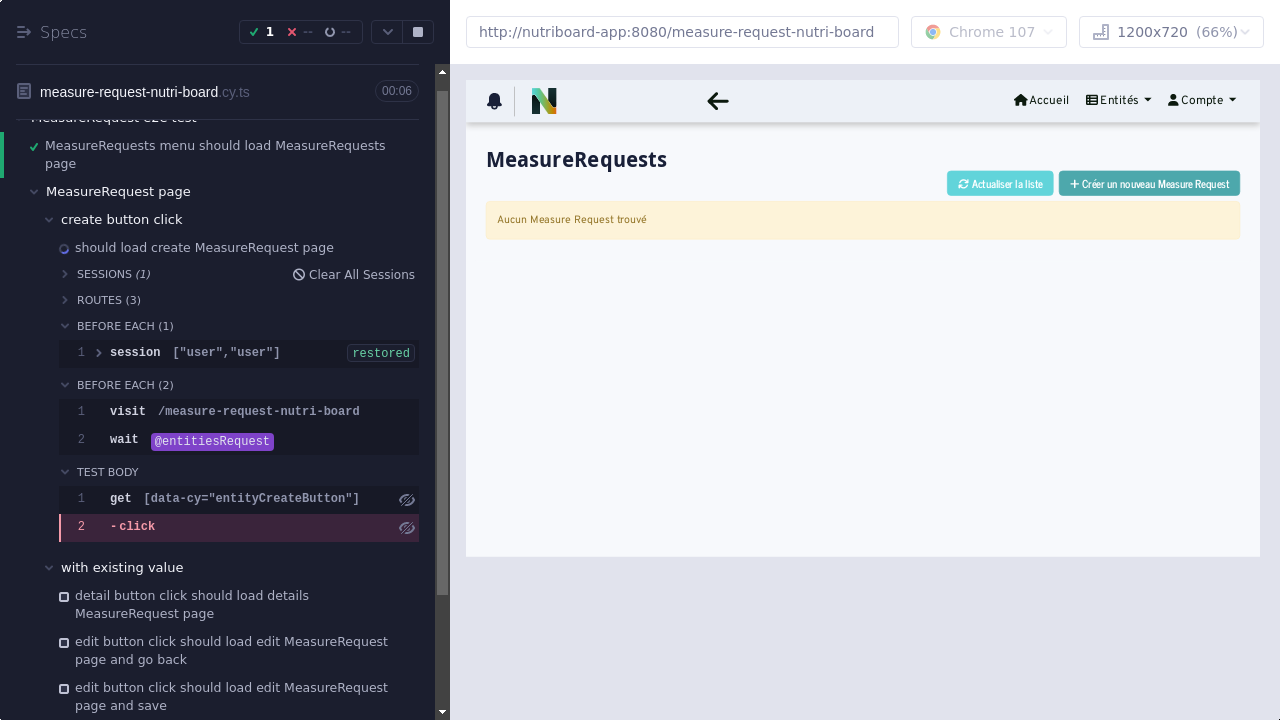 Specs
1
--
--
measure-request-nutri-board.cy.ts
00:06
MeasureRequest e2e test
MeasureRequests menu should load MeasureRequests
page
MeasureRequest page
create button click
should load create MeasureRequest page
SESSIONS (1)
Clear All Sessions
ROUTES (3)
BEFORE EACH (1)
1 session ["user","user"] restored
BEFORE EACH (2)
1 visit /measure-request-nutri-board
2 wait @entitiesRequest
TEST BODY
1 get [data-cy="entityCreateButton"]
2 -click
with existing value
detail button click should load details
MeasureRequest page
edit button click should load edit MeasureRequest
page and go back
edit button click should load edit MeasureRequest
page and save
http://nutriboard-app:8080/measure-request-nutri-board
Chrome 107
1200x720 (66%)
N
Accueil
Entités
Compte
MeasureRequests
Actualiser la liste
Créer un nouveau Measure Request
Aucun Measure Request trouvé